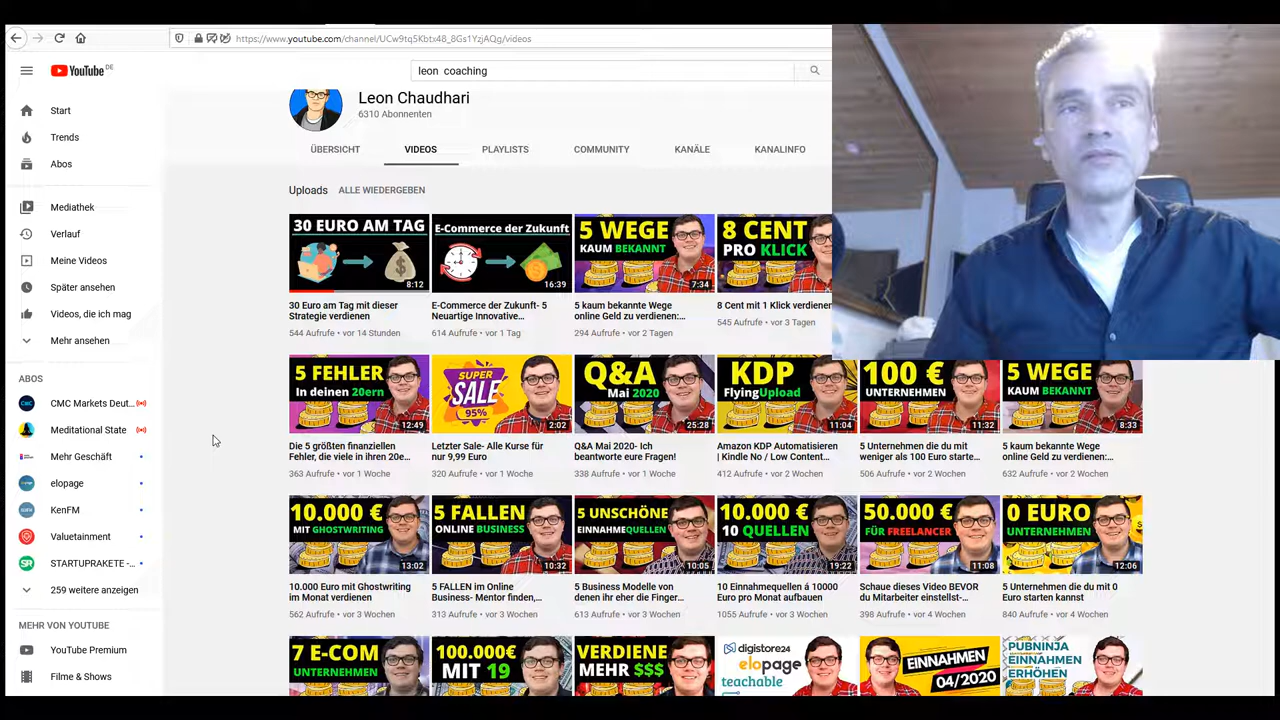 https://www.youtube.com/channel/UCw9tq5Kbtx48_8Gs1YzjAQg/videos
YouTube DE
leon coaching
Leon Chaudhari
6310 Abonnenten
ÜBERSICHT
VIDEOS
PLAYLISTS
COMMUNITY
KANÄLE
KANALINFO
Start
Trends
Abos
Mediathek
Verlauf
Meine Videos
Später ansehen
Videos, die ich mag
Mehr ansehen
ABOS
CMC Markets Deut...
Meditational State
Mehr Geschäft
elopage
KenFM
Valuetainment
STARTUPRAKETE -...
259 weitere anzeigen
MEHR VON YOUTUBE
YouTube Premium
Filme & Shows
Uploads
ALLE WIEDERGEBEN
30 EURO AM TAG
8:12
30 Euro am Tag mit dieser
Strategie verdienen
544 Aufrufe • vor 14 Stunden
E-Commerce der Zukunft
16:39
E-Commerce der Zukunft- 5
Neuartige Innovative...
614 Aufrufe • vor 1 Tag
5 WEGE
KAUM BEKANNT
7:34
5 kaum bekannte Wege
online Geld zu verdienen:...
294 Aufrufe • vor 2 Tagen
8 CENT
PRO KLICK
8 Cent mit 1 Klick verdienen
545 Aufrufe • vor 3 Tagen
5 FEHLER
In deinen 20ern
12:49
Die 5 größten finanziellen
Fehler, die viele in ihren 20e...
363 Aufrufe • vor 1 Woche
SUPER
SALE
95%
2:02
Letzter Sale- Alle Kurse für
nur 9,99 Euro
320 Aufrufe • vor 1 Woche
Q&A
Mai 2020
25:28
Q&A Mai 2020- Ich
beantworte eure Fragen!
338 Aufrufe • vor 1 Woche
KDP
FlyingUpload
11:04
Amazon KDP Automatisieren
| Kindle No / Low Content...
412 Aufrufe • vor 2 Wochen
100 €
UNTERNEHMEN
11:32
5 Unternehmen die du mit
weniger als 100 Euro starte...
506 Aufrufe • vor 2 Wochen
5 WEGE
KAUM BEKANNT
8:33
5 kaum bekannte Wege
online Geld zu verdienen:...
632 Aufrufe • vor 2 Wochen
10.000 €
MIT GHOSTWRITING
13:02
10.000 Euro mit Ghostwriting
im Monat verdienen
562 Aufrufe • vor 3 Wochen
5 FALLEN
ONLINE BUSINESS
10:32
5 FALLEN im Online
Business- Mentor finden,...
313 Aufrufe • vor 3 Wochen
5 UNSCHÖNE
EINNAHMEQUELLEN
10:05
5 Business Modelle von
denen ihr eher die Finger...
613 Aufrufe • vor 3 Wochen
10.000 €
10 QUELLEN
19:22
10 Einnahmequellen á 10000
Euro pro Monat aufbauen
1055 Aufrufe • vor 3 Wochen
50.000 €
FÜR FREELANCER
11:08
Schaue dieses Video BEVOR
du Mitarbeiter einstellst-...
398 Aufrufe • vor 4 Wochen
0 EURO
UNTERNEHMEN
12:06
5 Unternehmen die du mit 0
Euro starten kannst
840 Aufrufe • vor 4 Wochen
7 E-COM
UNTERNEHMEN
100.000€
MIT 19
VERDIENE
MEHR $$$
digistore24
elopage
teachable
EINNAHMEN
04/2020
PUBNINJA
EINNAHMEN
ERHÖHEN